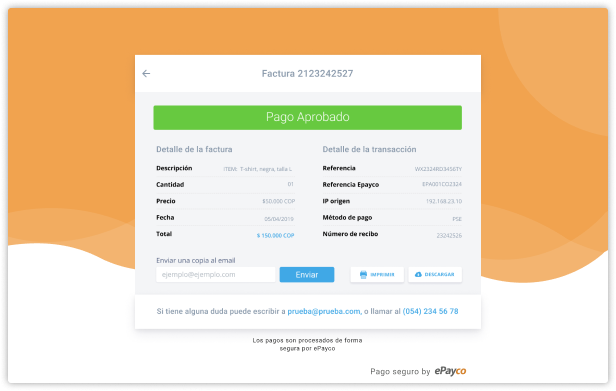 Factura 2123242527
Pago Aprobado
Detalle de la factura
Descripción ITEM: T-shirt, negra, talla L
Cantidad 01
Precio $50.000 COP
Fecha 05/04/2019
Total $ 150.000 COP
Detalle de la transacción
Referencia WX2324RD34S67Y
Referencia Epayco EPA001CO2324
IP origen 192.168.23.10
Método de pago PSE
Número de recibo 23242526
Enviar una copia al email
ejemplo@ejemplo.com Enviar IMPRIMIR DESCARGAR
Si tiene alguna duda puede escribir a prueba@prueba.com, o llamar al (054) 234 56 78
Los pagos son procesados de forma
segura por ePayco
Pago seguro by ePayco